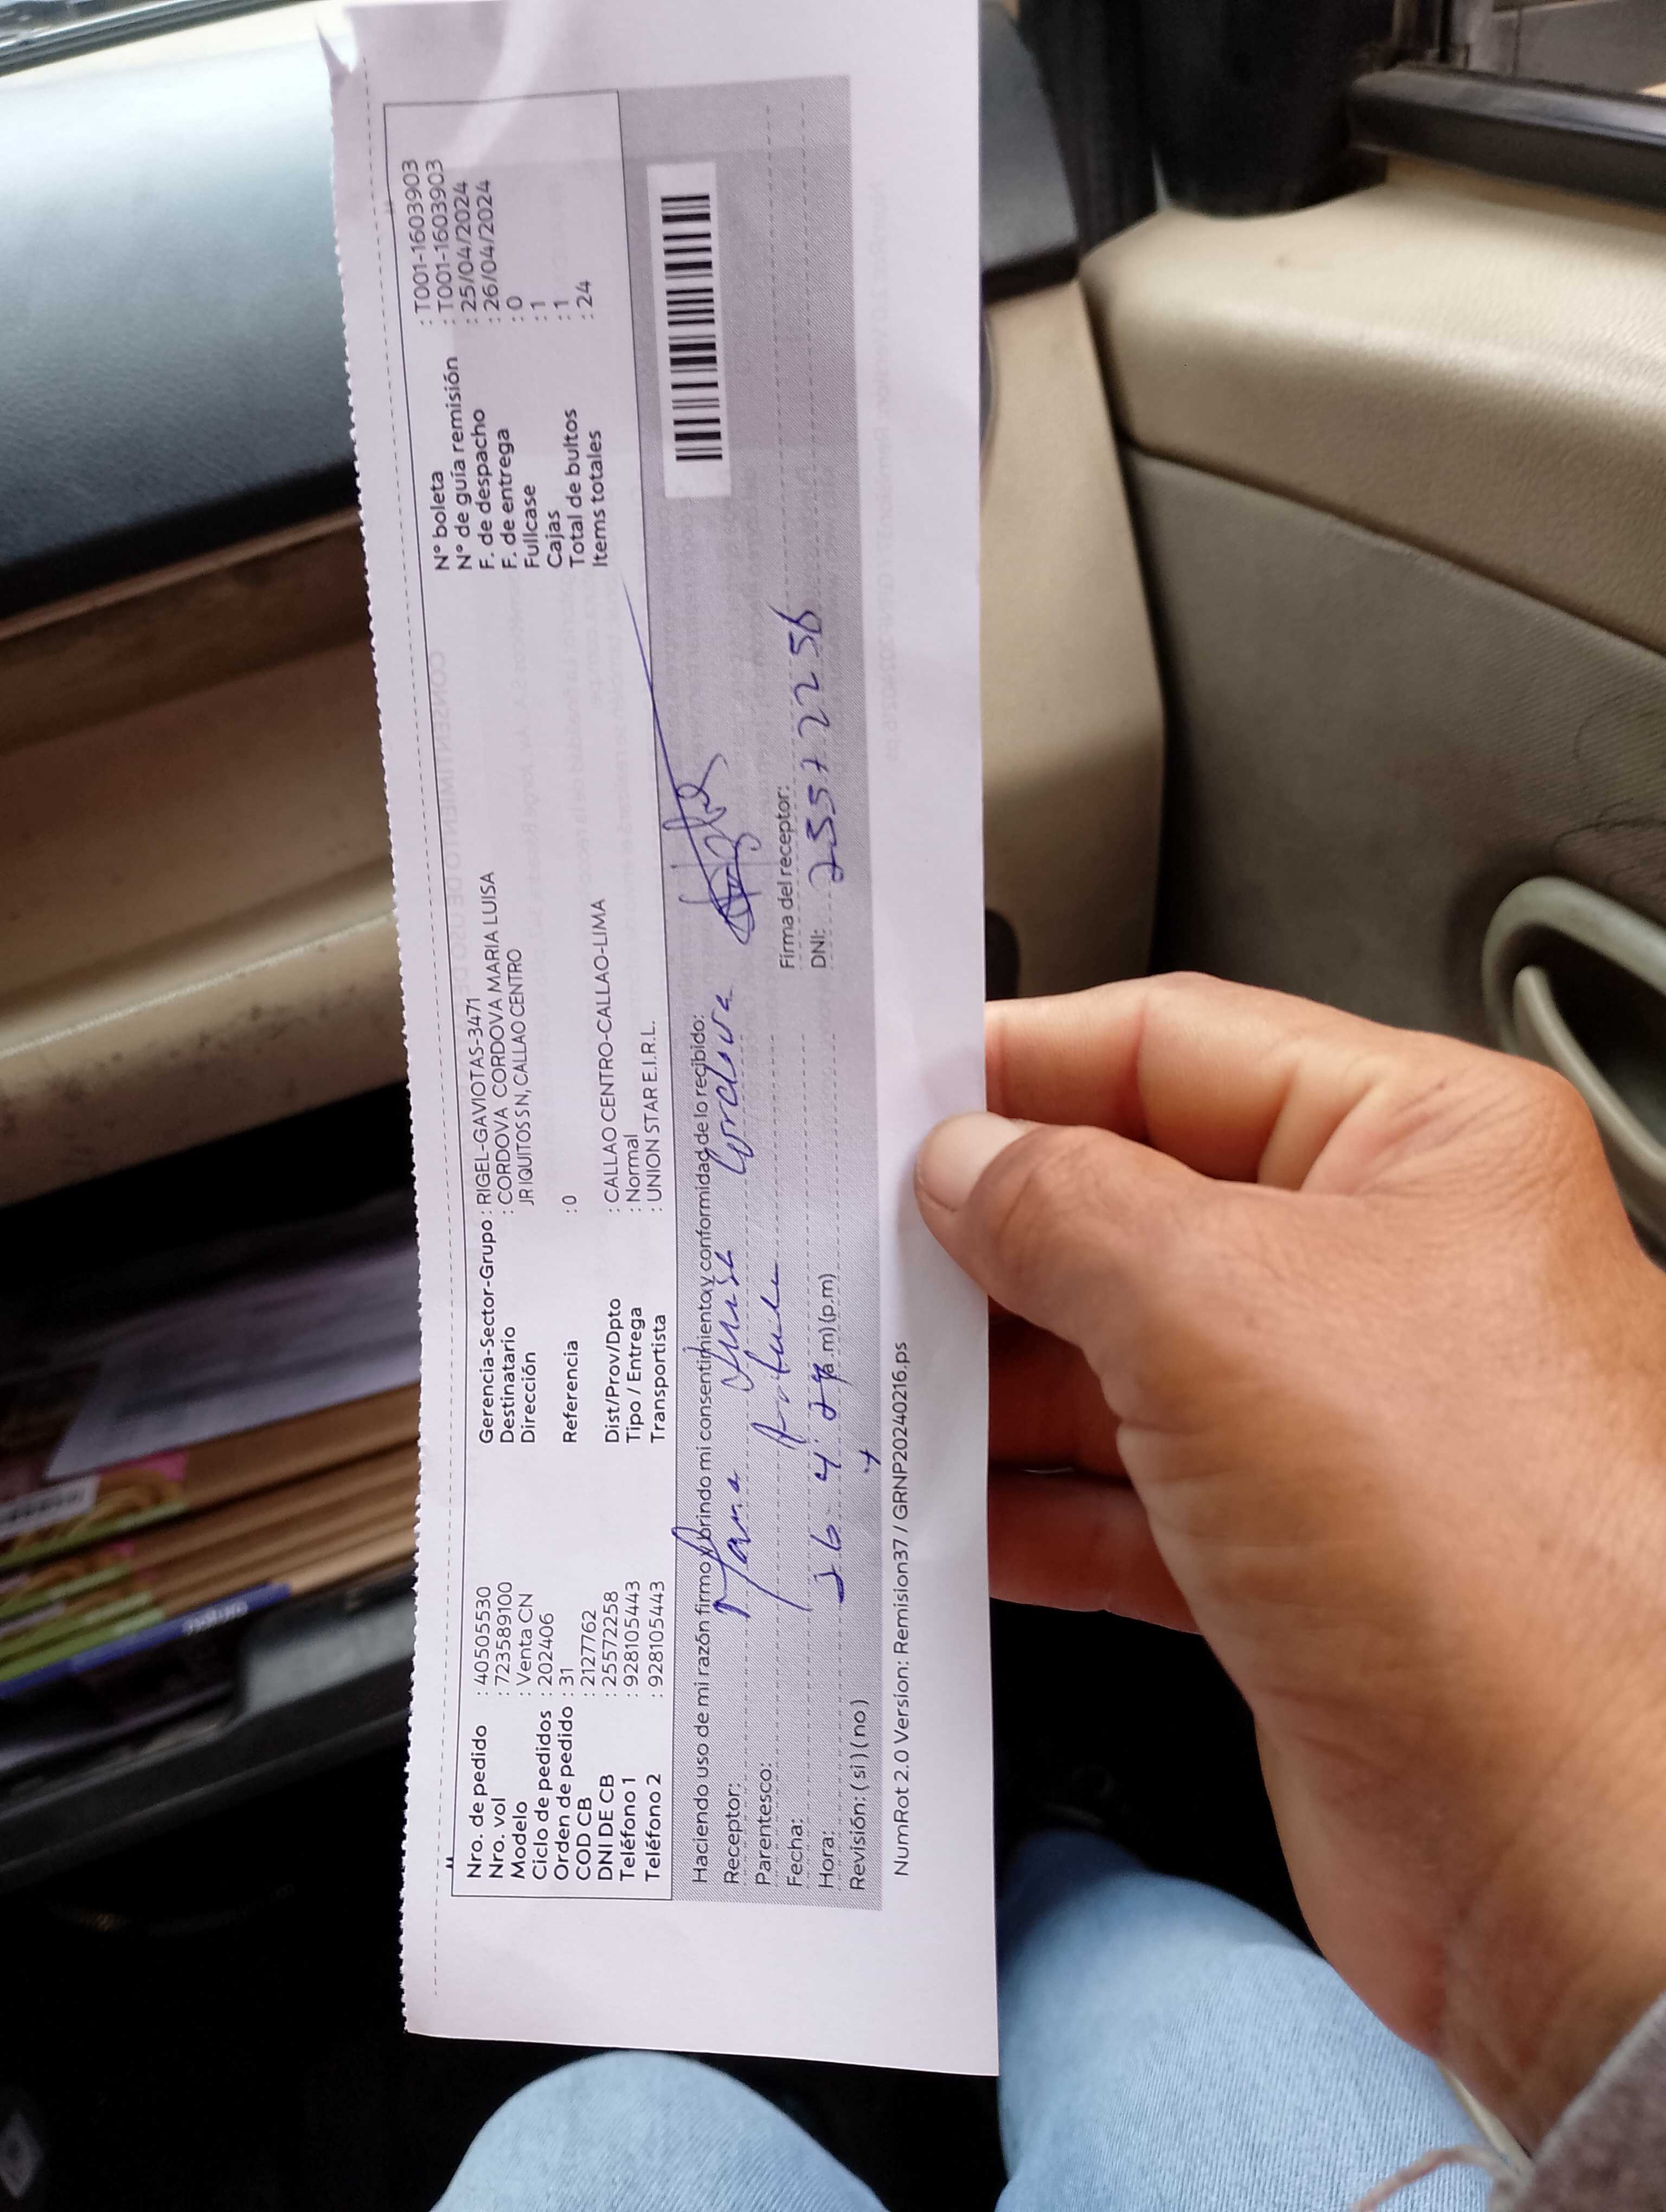 Nro. de pedido : 40505530
Nro. vol : 723589100
Modelo : Venta CN
Ciclo de pedidos : 202406
Orden de pedido : 31
COD CB : 2127762
DNI DE CB : 25572258
Teléfono 1 : 928105443
Teléfono 2 : 928105443
Gerencia-Sector-Grupo : RIGEL-GAVIOTAS-3471
Destinatario : CORDOVA CORDOVA MARIA LUISA
Dirección JR IQUITOS SN, CALLAO CENTRO
Referencia : 0
Dist/Prov/Dpto : CALLAO CENTRO-CALLAO-LIMA
Tipo / Entrega : Normal
Transportista : UNION STAR E.I.R.L.
N° boleta : T001-1603903
N° de guía remisión : T001-1603903
F. de despacho : 25/04/2024
F. de entrega : 26/04/2024
Fullcase : 0
Cajas : 1
Total de bultos : 1
Items totales : 24
Haciendo uso de mi razón firmo y brindo mi consentimiento y conformidad de lo recibido:
Receptor: Maria Luisa Cordova
Parentesco: titular
Fecha: 26 4 24
Hora: (a.m) (p.m)
Revisión: ( si ) ( no )
Firma del receptor:
DNI: 25572256
NumRot 2.0 Version: Remision37 / GRNP20240216.ps